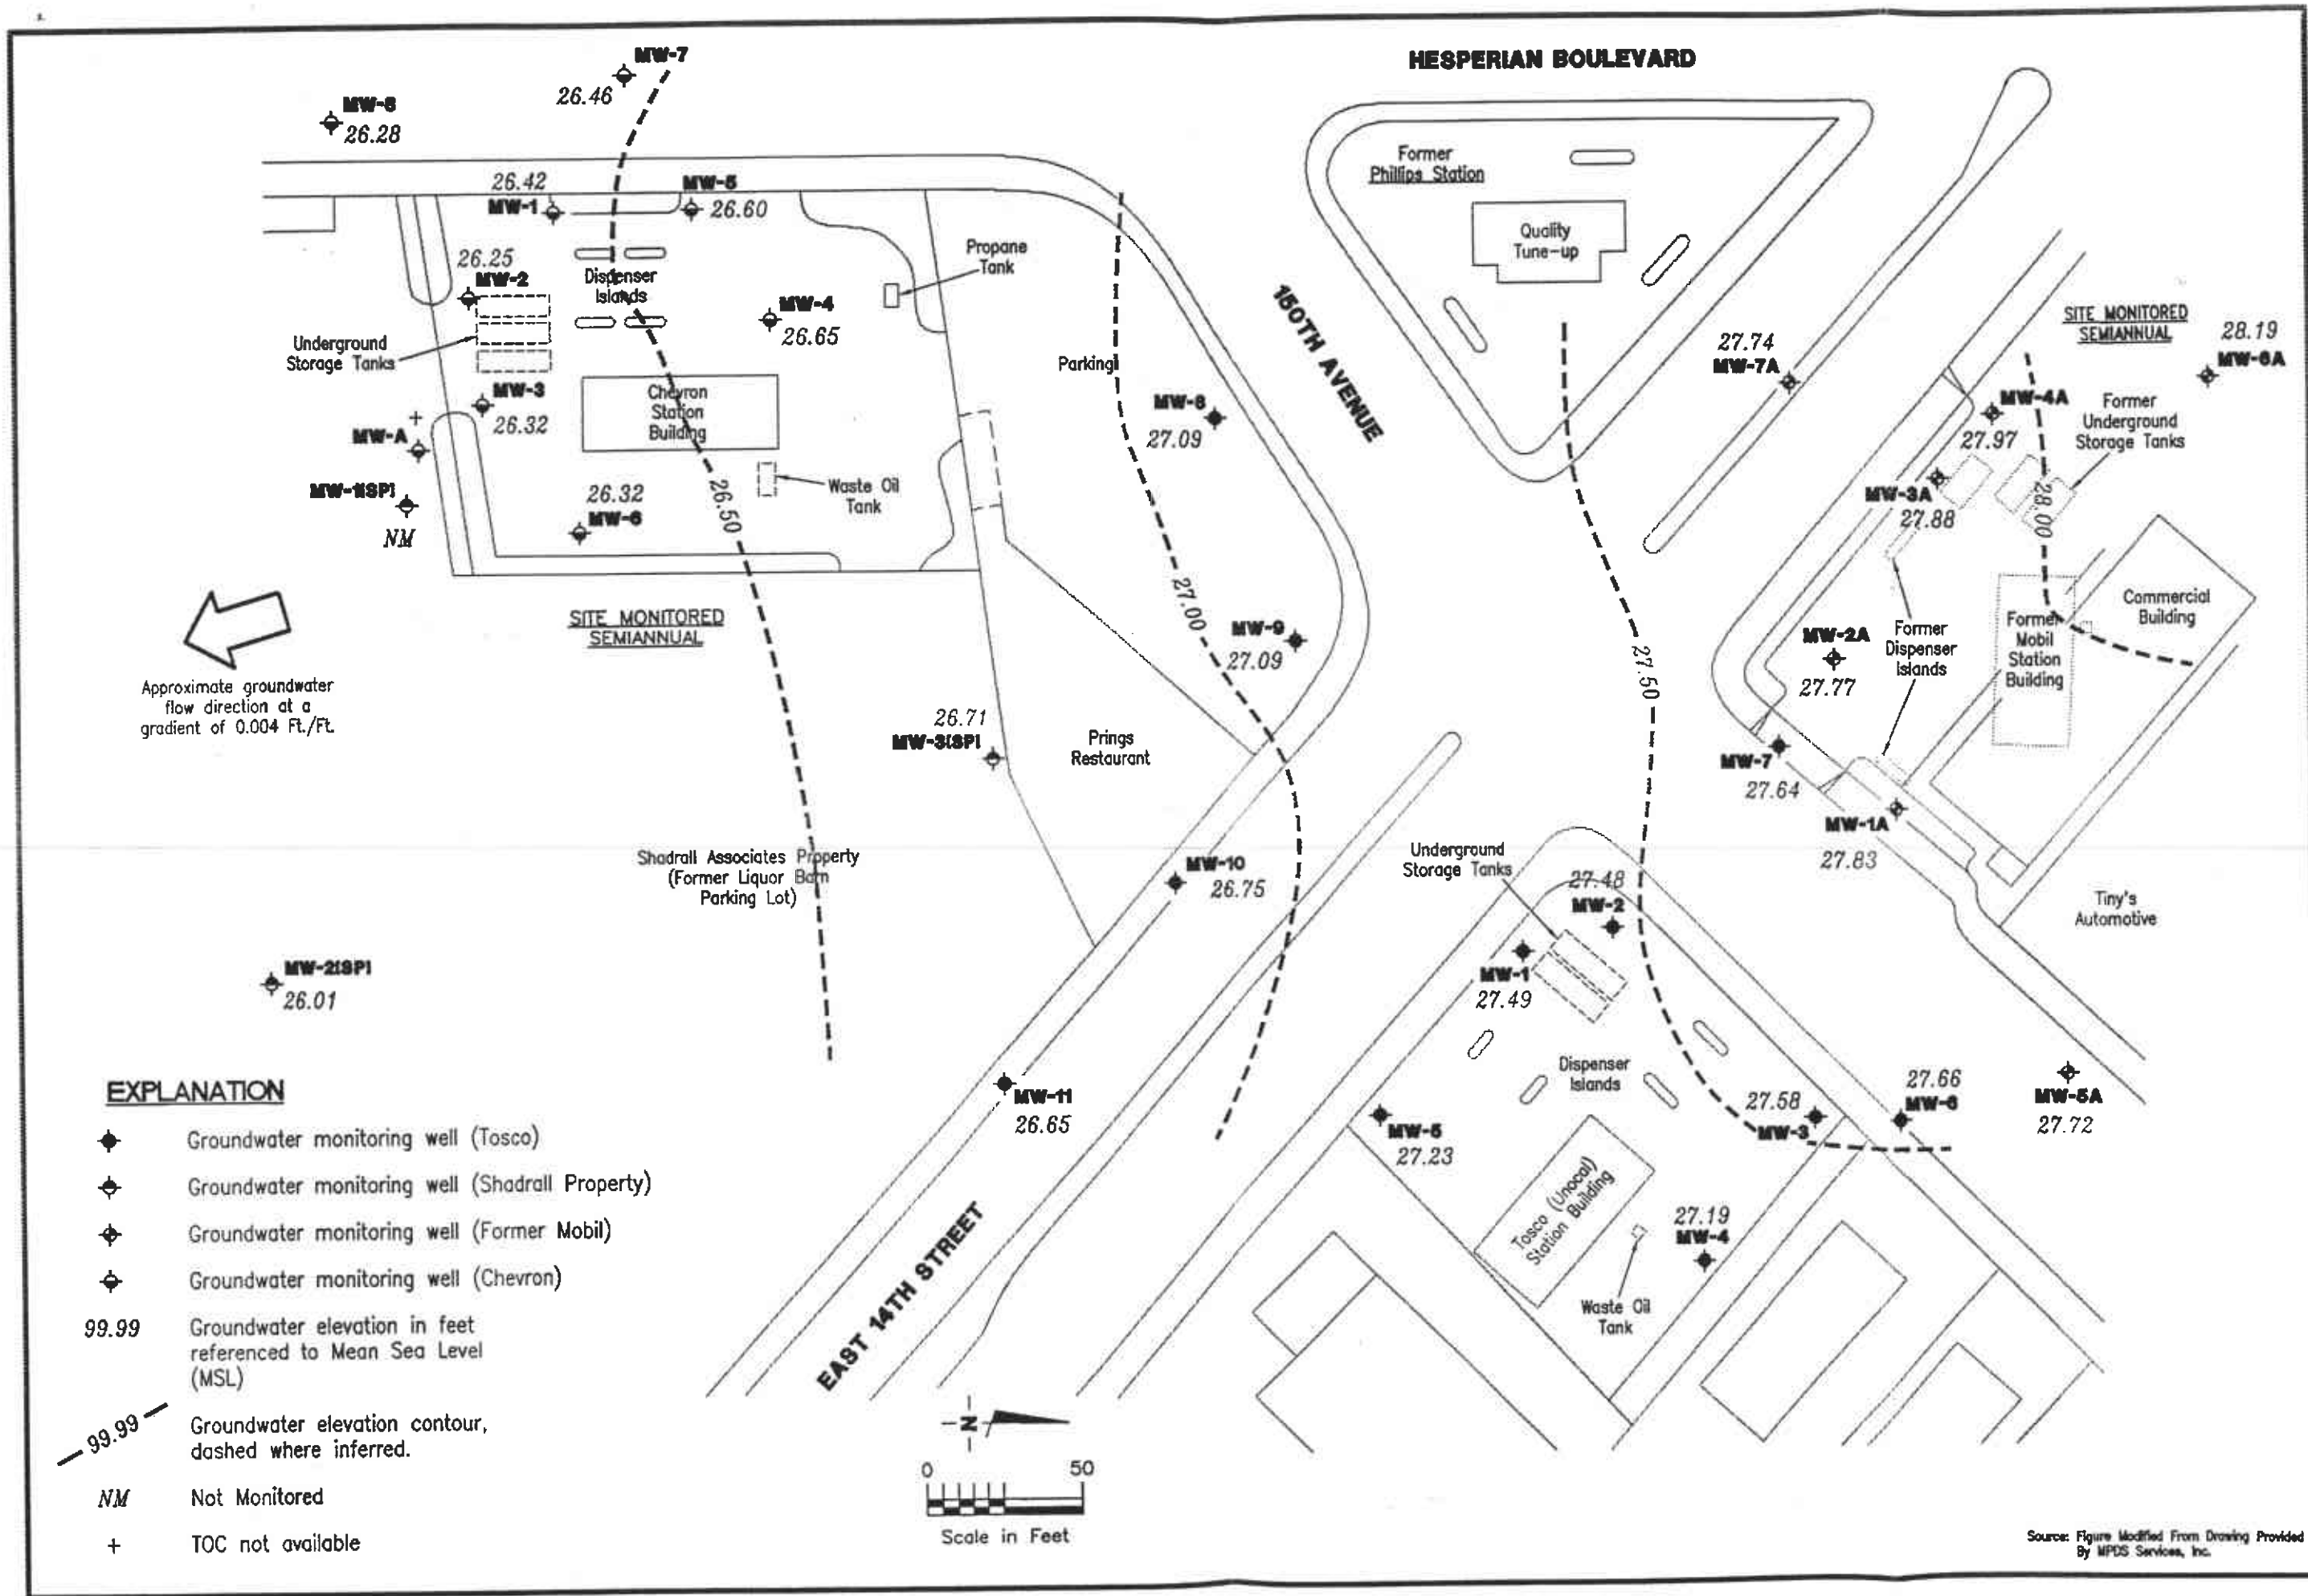 HESPERIAN BOULEVARD
MW-7
26.46
MW-8
26.28
26.42
MW-1
MW-5
26.60
26.25
MW-2
Dispenser
Islands
MW-4
26.65
Propane
Tank
Underground
Storage Tanks
MW-3
26.32
+
MW-A
MW-1(SP)
NM
Chevron
Station
Building
26.32
MW-6
Waste Oil
Tank
26.50
SITE MONITORED
SEMIANNUAL
Approximate groundwater
flow direction at a
gradient of 0.004 Ft./Ft.
Parking
MW-8
27.09
27.00
MW-9
27.09
26.71
MW-3(SP)
Prings
Restaurant
Shadrall Associates Property
(Former Liquor Barn
Parking Lot)
MW-10
26.75
MW-2(SP)
26.01
MW-11
26.65
150TH AVENUE
Former
Phillips Station
Quality
Tune-up
27.74
MW-7A
SITE MONITORED
SEMIANNUAL
28.19
MW-6A
MW-4A
27.97
Former
Underground
Storage Tanks
MW-3A
27.88
28.00
Commercial
Building
Former
Mobil
Station
Building
MW-2A
27.77
Former
Dispenser
Islands
27.50
MW-7
27.64
MW-1A
27.83
Tiny's
Automotive
Underground
Storage Tanks
27.48
MW-2
MW-1
27.49
Dispenser
Islands
MW-5
27.23
27.58
MW-3
27.66
MW-6
MW-5A
27.72
Tosco (Unocal)
Station Building
27.19
MW-4
Waste Oil
Tank
EAST 14TH STREET
EXPLANATION
Groundwater monitoring well (Tosco)
Groundwater monitoring well (Shadrall Property)
Groundwater monitoring well (Former Mobil)
Groundwater monitoring well (Chevron)
99.99 Groundwater elevation in feet
referenced to Mean Sea Level
(MSL)
99.99 Groundwater elevation contour,
dashed where inferred.
NM Not Monitored
+ TOC not available
N
0 50
Scale in Feet
Source: Figure Modified From Drawing Provided
By MPDS Services, Inc.